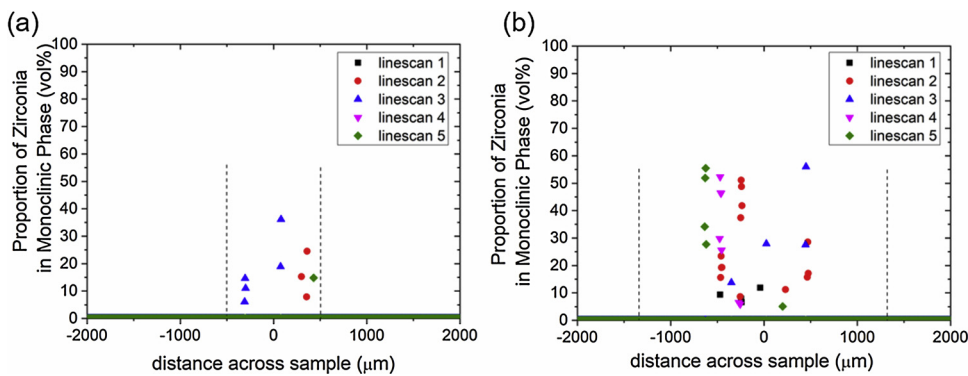 (a)
100
90
80
70
60
50
40
30
20
10
0
Proportion of Zirconia
in Monoclinic Phase (vol%)
linescan 1
linescan 2
linescan 3
linescan 4
linescan 5
-2000 -1000 0 1000 2000
distance across sample (μm)
(b)
100
90
80
70
60
50
40
30
20
10
0
Proportion of Zirconia
in Monoclinic Phase (vol%)
linescan 1
linescan 2
linescan 3
linescan 4
linescan 5
-2000 -1000 0 1000 2000
distance across sample (μm)